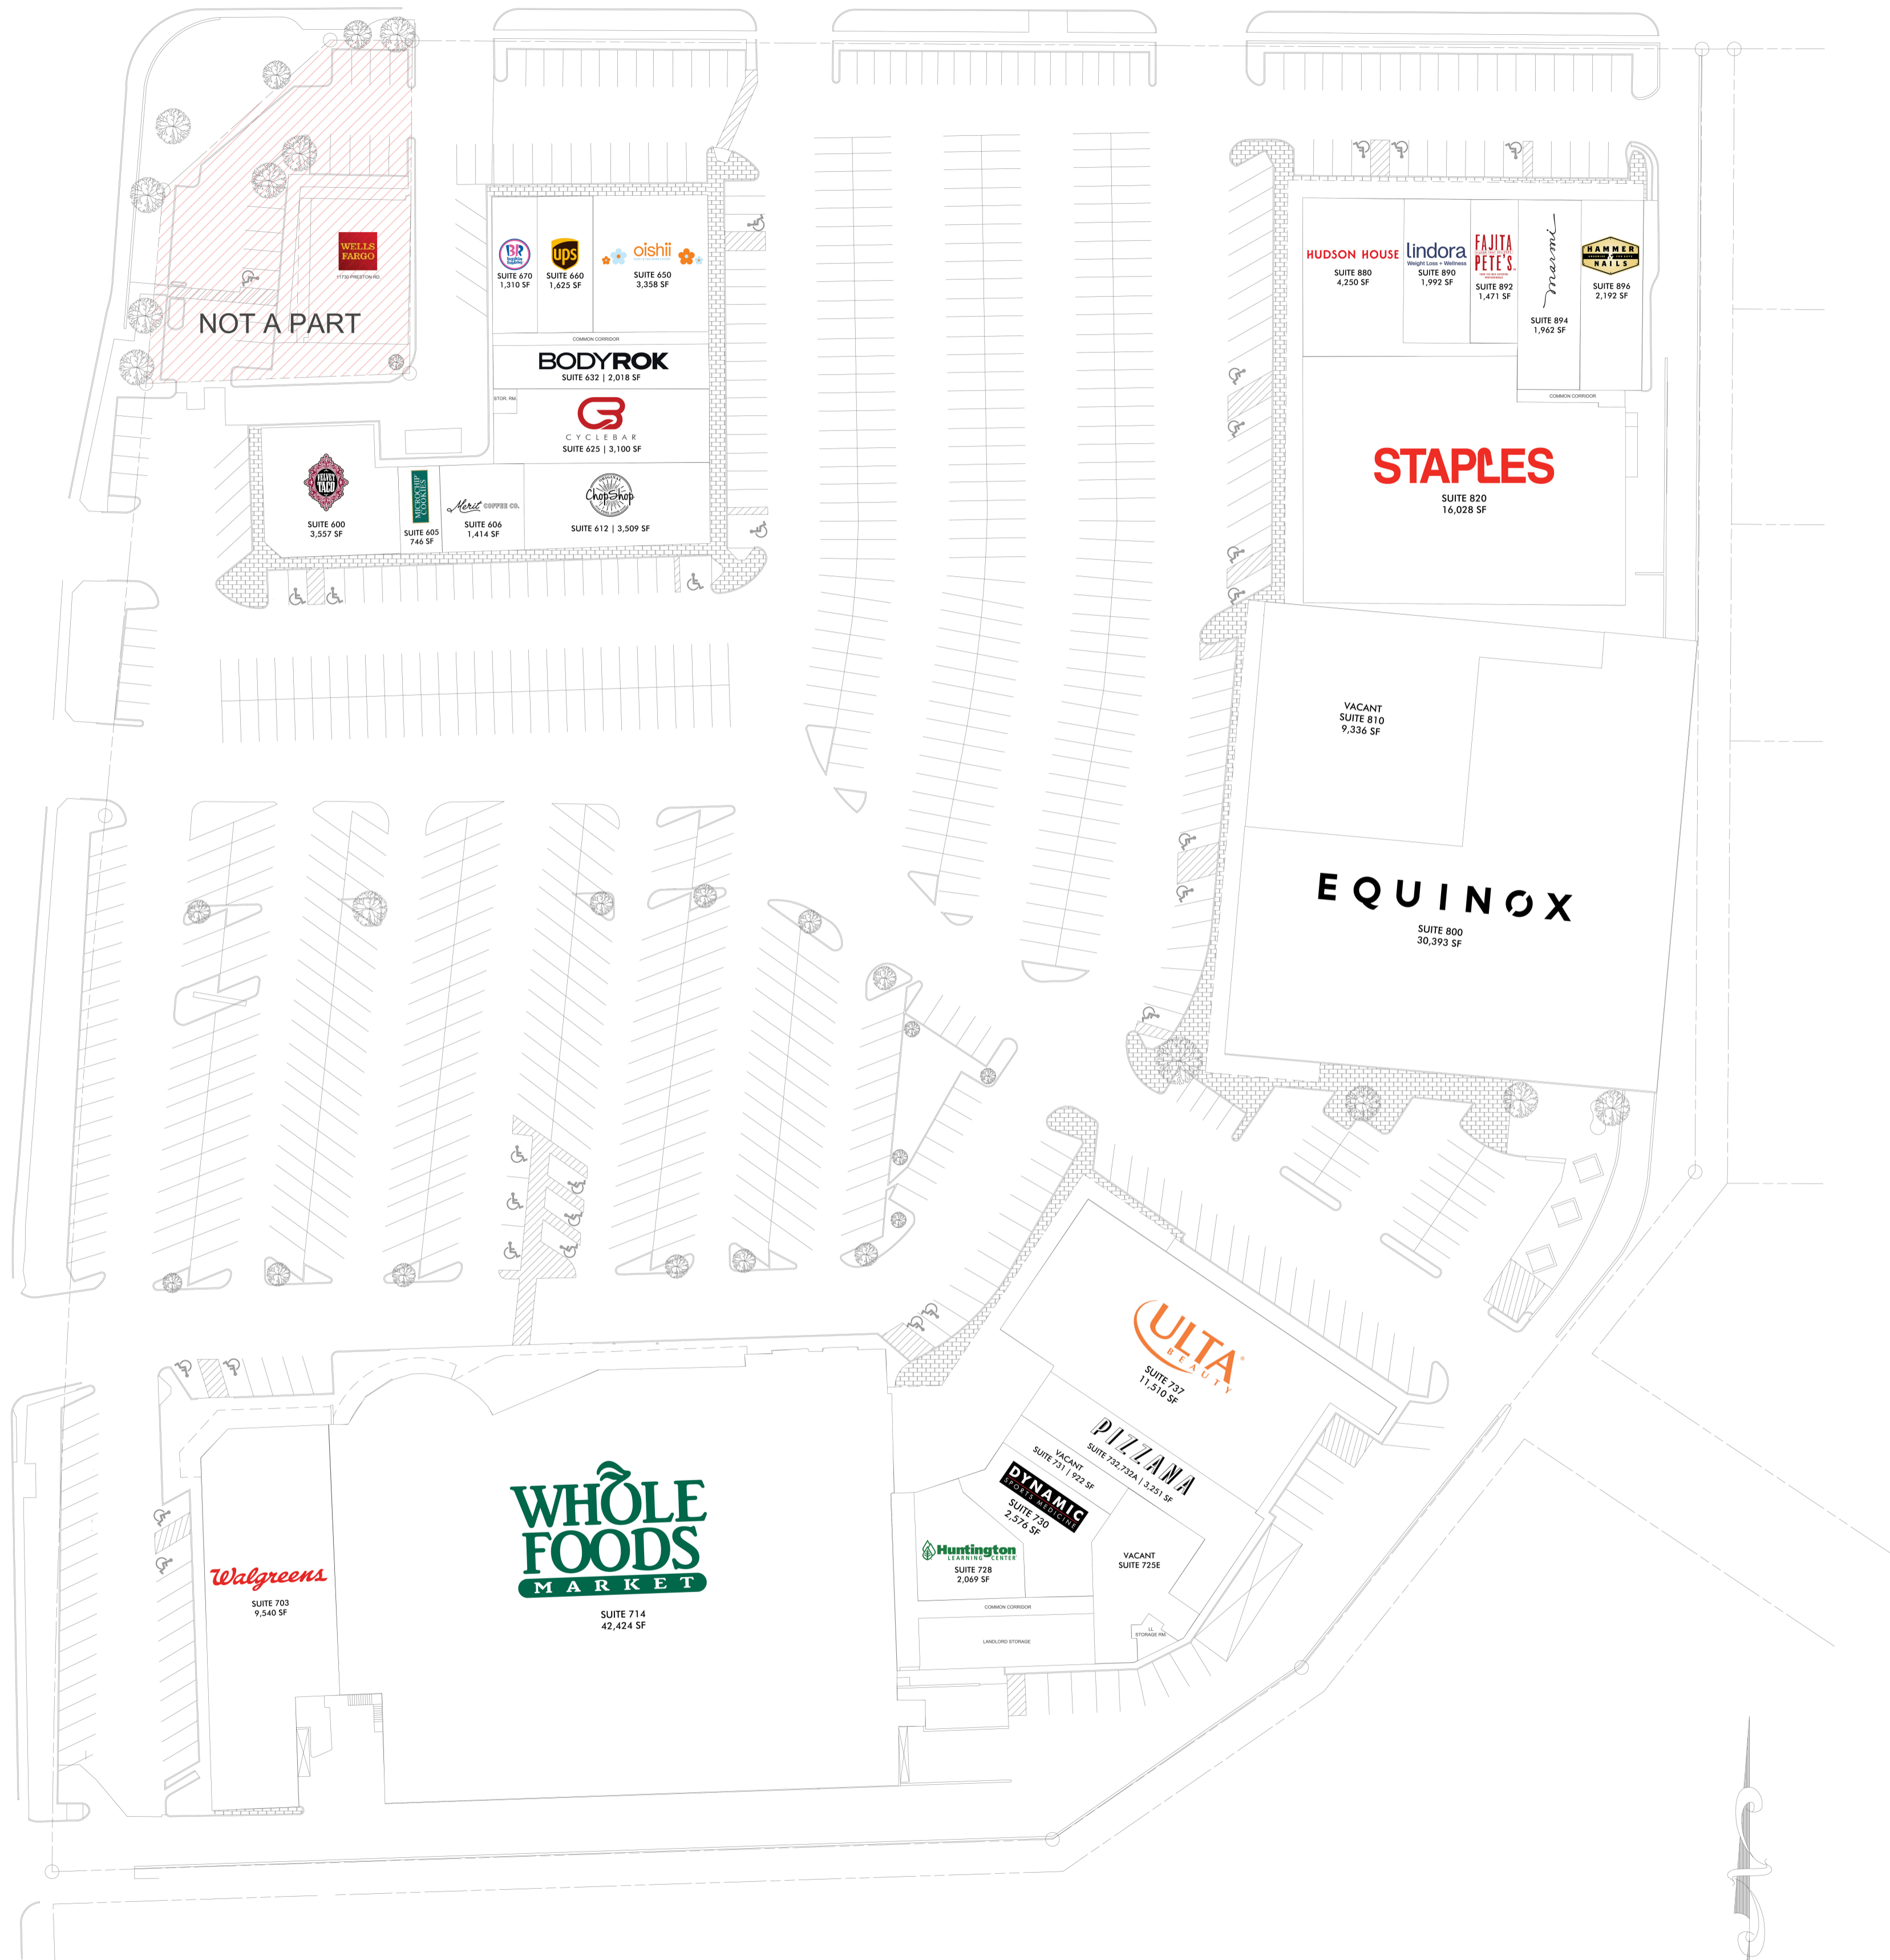 WELLS
FARGO
7?730 PRESTON RD.
NOT A PART
BR
SUITE 670
1,310 SF
ups
SUITE 660
1,625 SF
oishii
SUITE 650
3,358 SF
COMMON CORRIDOR
BODYROK
SUITE 632 | 2,018 SF
STOR. RM.
CYCLEBAR
SUITE 625 | 3,100 SF
VELVET
TACO
SUITE 600
3,557 SF
MICROCHIP
COOKIES
SUITE 605
746 SF
Merit COFFEE CO.
SUITE 606
1,414 SF
ORIGINAL
ChopShop
SUITE 612 | 3,509 SF
HUDSON HOUSE
SUITE 880
4,250 SF
lindora
Weight Loss + Wellness
SUITE 890
1,992 SF
FAJITA
PETE'S
SUITE 892
1,471 SF
marmi
SUITE 894
1,962 SF
HAMMER
&
NAILS
SUITE 896
2,192 SF
COMMON CORRIDOR
STAPLES
SUITE 820
16,028 SF
VACANT
SUITE 810
9,336 SF
EQUINOX
SUITE 800
30,393 SF
ULTA
BEAUTY
SUITE 737
11,510 SF
PIZZANA
SUITE 732,732A | 3,251 SF
VACANT
SUITE 731 | 922 SF
DYNAMIC
SPORTS MEDICINE
SUITE 730
2,576 SF
Huntington
LEARNING CENTER
SUITE 728
2,069 SF
VACANT
SUITE 725E
COMMON CORRIDOR
LANDLORD STORAGE
LL
STORAGE RM.
Walgreens
SUITE 703
9,540 SF
WHOLE
FOODS
MARKET
SUITE 714
42,424 SF